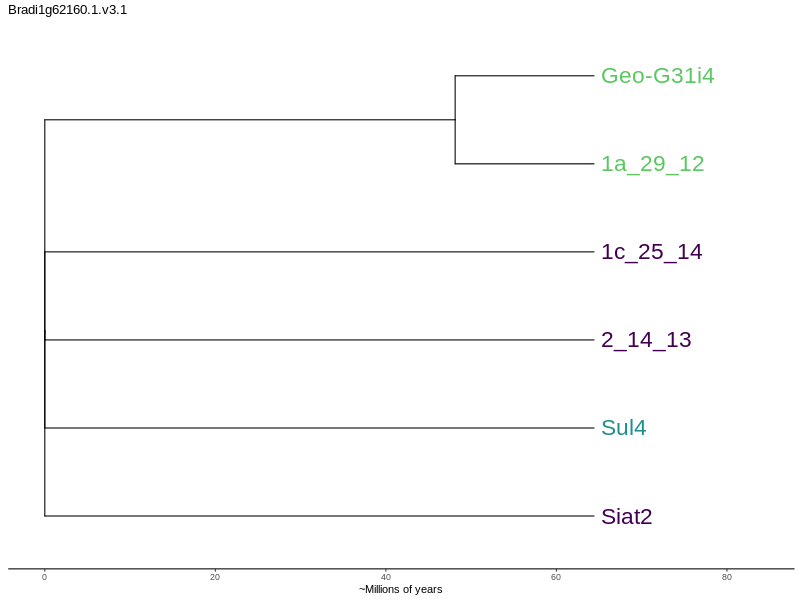 Bradi1g62160.1.v3.1
Geo-G31i4
1a_29_12
1c_25_14
2_14_13
Sul4
Siat2
0 20 40 60 80
~Millions of years